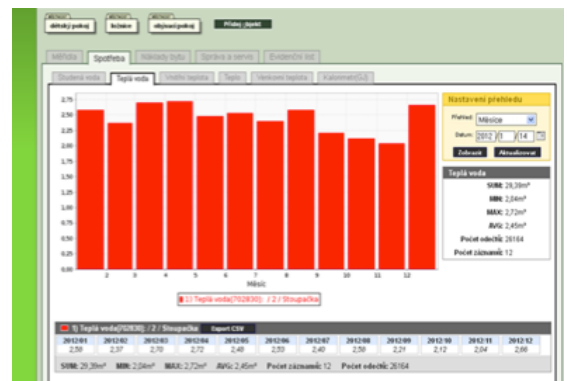 dětský pokoj ložnice obývací pokoj Přidej objekt
Měřidla Spotřeba Náklady bytu Správa a servis Evidenční list
Studená voda Teplá voda Vnitřní teplota Teplo Venkovní teplota Kalorimetr(GJ)
Nastavení přehledu
Přehled: Měsíce
Datum: 2012 / 1 / 14
Zobrazit Aktualizovat
Teplá voda
SUM: 29,39m³
MIN: 2,04m³
MAX: 2,72m³
AVG: 2,45m³
Počet odečtů: 26164
Počet záznamů: 12
2,75
2,50
2,25
2,00
1,75
1,50
1,25
1,00
0,75
0,50
0,25
0,00
2 3 4 5 6 7 8 9 10 11 12
Měsíc
1) Teplá voda(702830): / 2 / Stoupačka
1) Teplá voda(702830): / 2 / Stoupačka Export CSV
2012/01 2012/02 2012/03 2012/04 2012/05 2012/06 2012/07 2012/08 2012/09 2012/10 2012/11 2012/12
2,58 2,37 2,70 2,72 2,48 2,53 2,40 2,58 2,21 2,12 2,04 2,66
SUM: 29,39m³ MIN: 2,04m³ MAX: 2,72m³ AVG: 2,45m³ Počet záznamů: 12 Počet odečtů: 26164